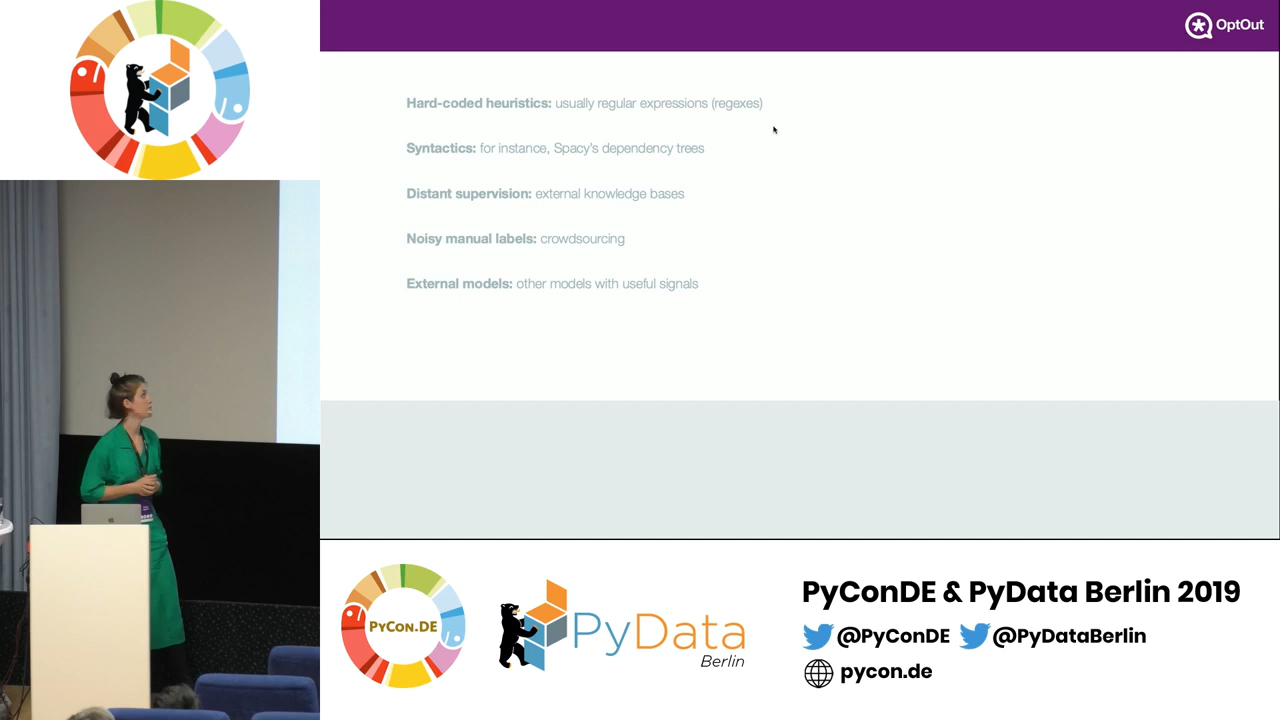 OptOut
Hard-coded heuristics: usually regular expressions (regexes)
Syntactics: for instance, Spacy's dependency trees
Distant supervision: external knowledge bases
Noisy manual labels: crowdsourcing
External models: other models with useful signals
PYCON.DE
PyData
Berlin
PyConDE & PyData Berlin 2019
@PyConDE @PyDataBerlin
pycon.de